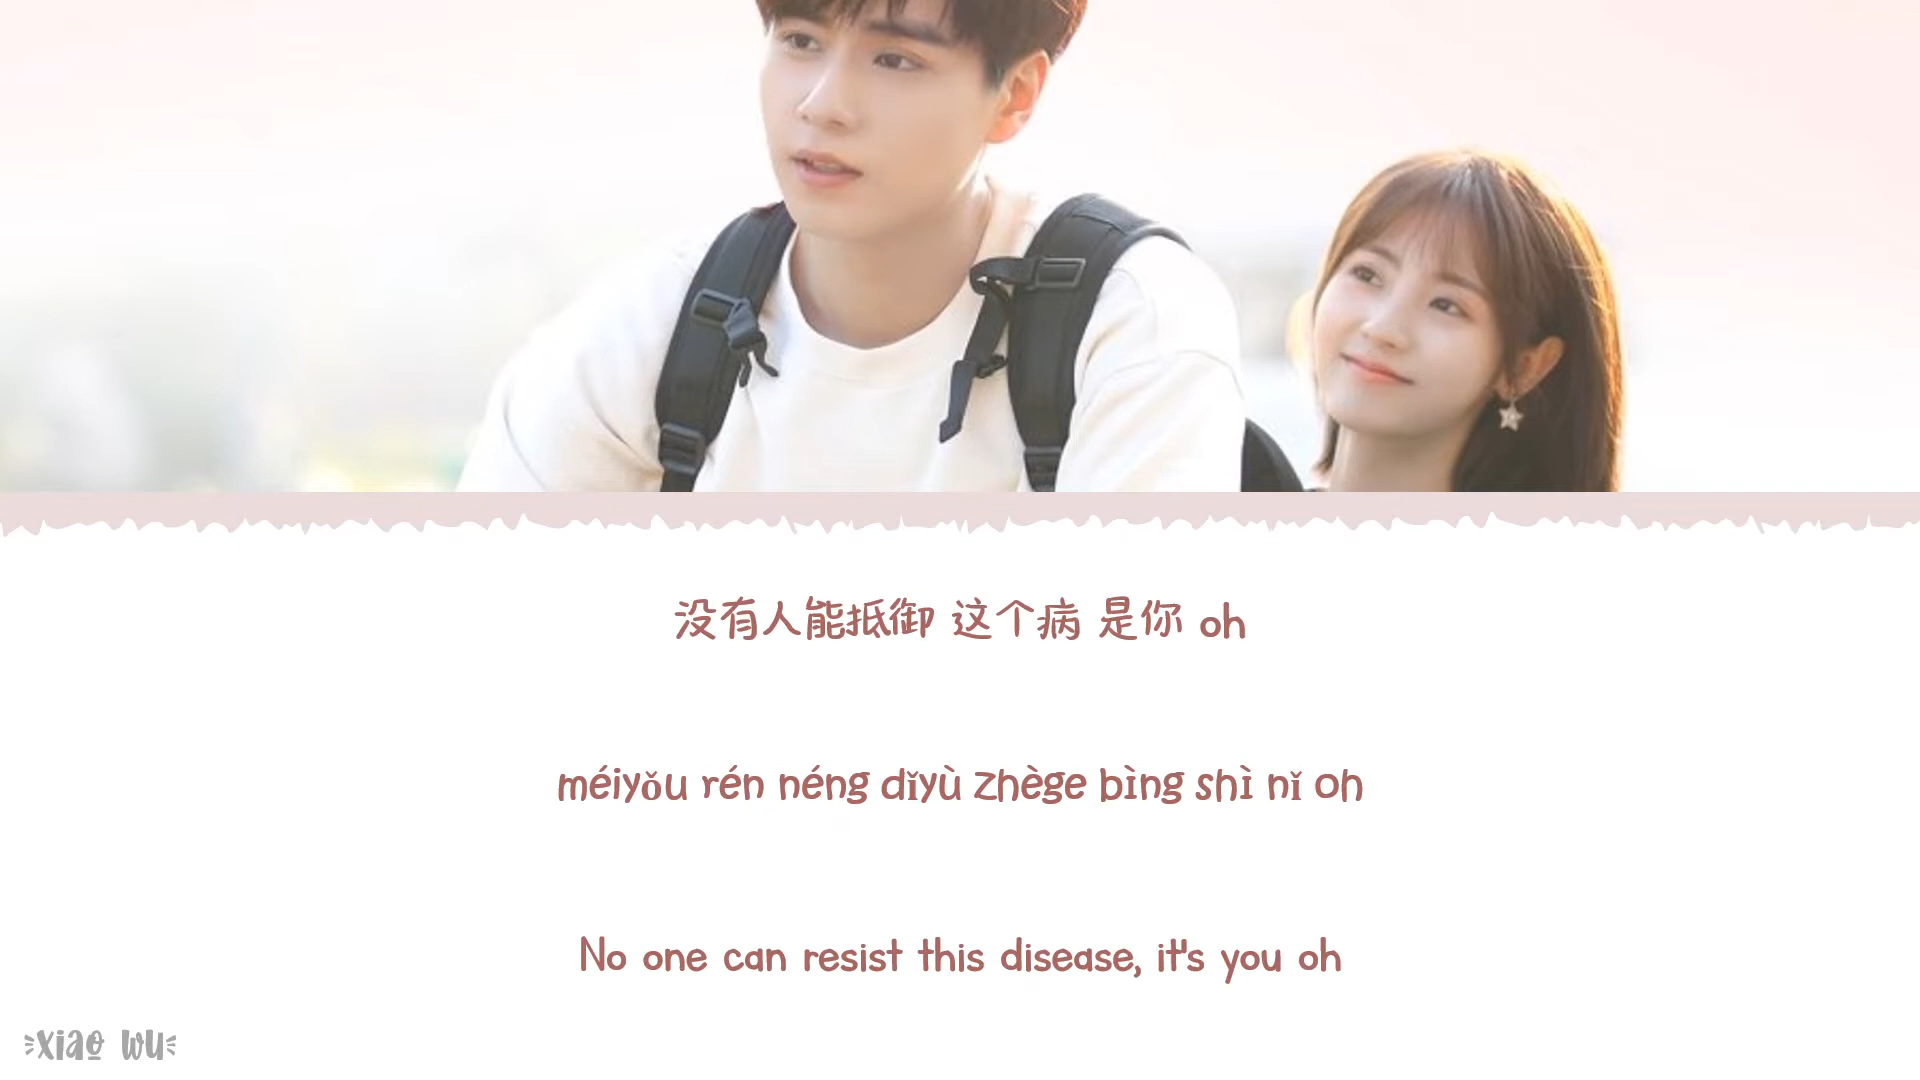 没有人能抵御 这个病 是你 oh
méiyǒu rén néng dǐyù zhège bìng shì nǐ oh
No one can resist this disease, it's you oh
xiao wu